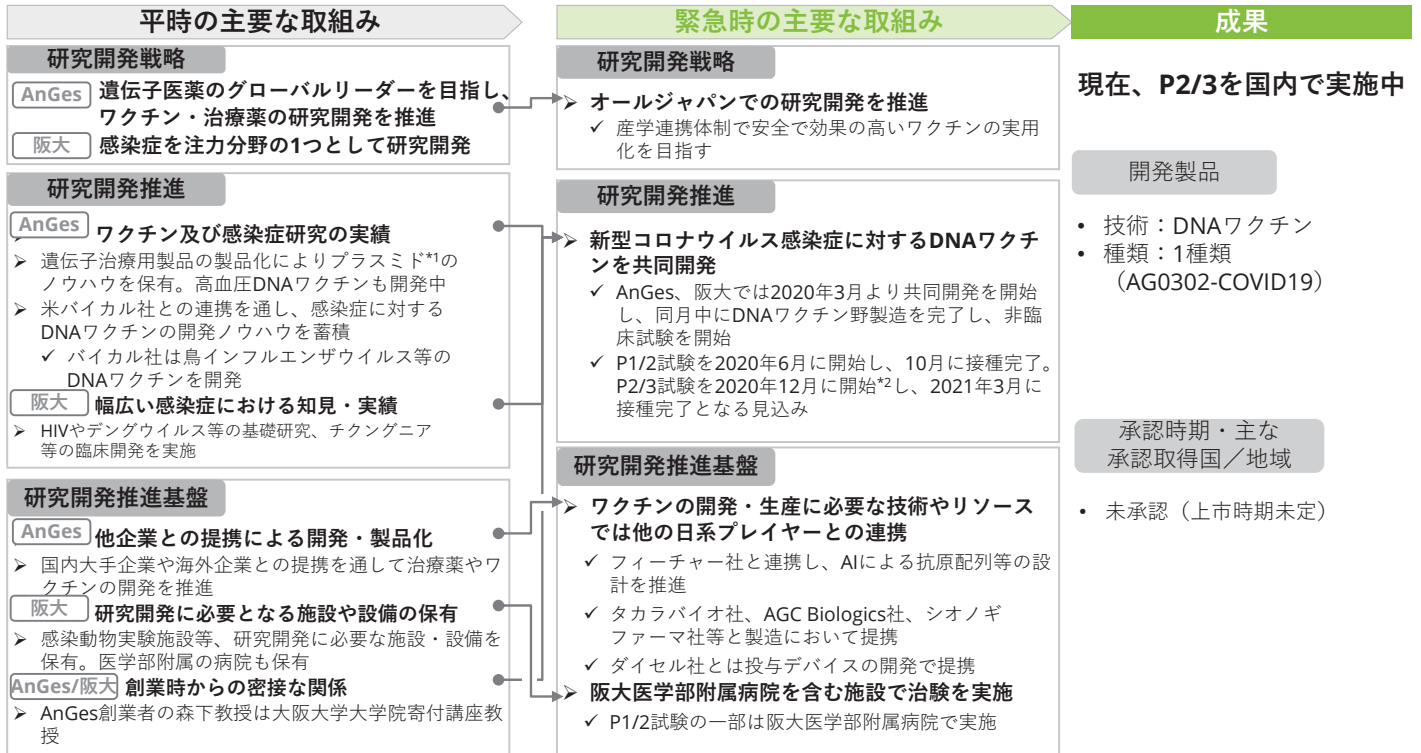 平時の主要な取組み
研究開発戦略
AnGes 遺伝子医薬のグローバルリーダーを目指し、
ワクチン・治療薬の研究開発を推進
阪大 感染症を注力分野の1つとして研究開発
研究開発推進
AnGes ワクチン及び感染症研究の実績
➢ 遺伝子治療用製品の製品化によりプラスミド*1の
ノウハウを保有。高血圧DNAワクチンも開発中
➢ 米バイカル社との連携を通し、感染症に対する
DNAワクチンの開発ノウハウを蓄積
✓ バイカル社は鳥インフルエンザウイルス等の
DNAワクチンを開発
阪大 幅広い感染症における知見・実績
➢ HIVやデングウイルス等の基礎研究、チクングニア
等の臨床開発を実施
研究開発推進基盤
AnGes 他企業との提携による開発・製品化
➢ 国内大手企業や海外企業との提携を通して治療薬やワ
クチンの開発を推進
阪大 研究開発に必要となる施設や設備の保有
➢ 感染動物実験施設等、研究開発に必要な施設・設備を
保有。医学部附属の病院も保有
AnGes/阪大 創業時からの密接な関係
➢ AnGes創業者の森下教授は大阪大学大学院寄付講座教
授
緊急時の主要な取組み
研究開発戦略
➢ オールジャパンでの研究開発を推進
✓ 産学連携体制で安全で効果の高いワクチンの実用
化を目指す
研究開発推進
➢ 新型コロナウイルス感染症に対するDNAワクチ
ンを共同開発
✓ AnGes、阪大では2020年3月より共同開発を開始
し、同月中にDNAワクチン野製造を完了し、非臨
床試験を開始
✓ P1/2試験を2020年6月に開始し、10月に接種完了。
P2/3試験を2020年12月に開始*2し、2021年3月に
接種完了となる見込み
研究開発推進基盤
➢ ワクチンの開発・生産に必要な技術やリソース
では他の日系プレイヤーとの連携
✓ フィーチャー社と連携し、AIによる抗原配列等の設
計を推進
✓ タカラバイオ社、AGC Biologics社、シオノギ
ファーマ社等と製造において提携
✓ ダイセル社とは投与デバイスの開発で提携
➢ 阪大医学部附属病院を含む施設で治験を実施
✓ P1/2試験の一部は阪大医学部附属病院で実施
成果
現在、P2/3を国内で実施中
開発製品
• 技術：DNAワクチン
• 種類：1種類
（AG0302-COVID19）
承認時期・主な
承認取得国／地域
• 未承認（上市時期未定）